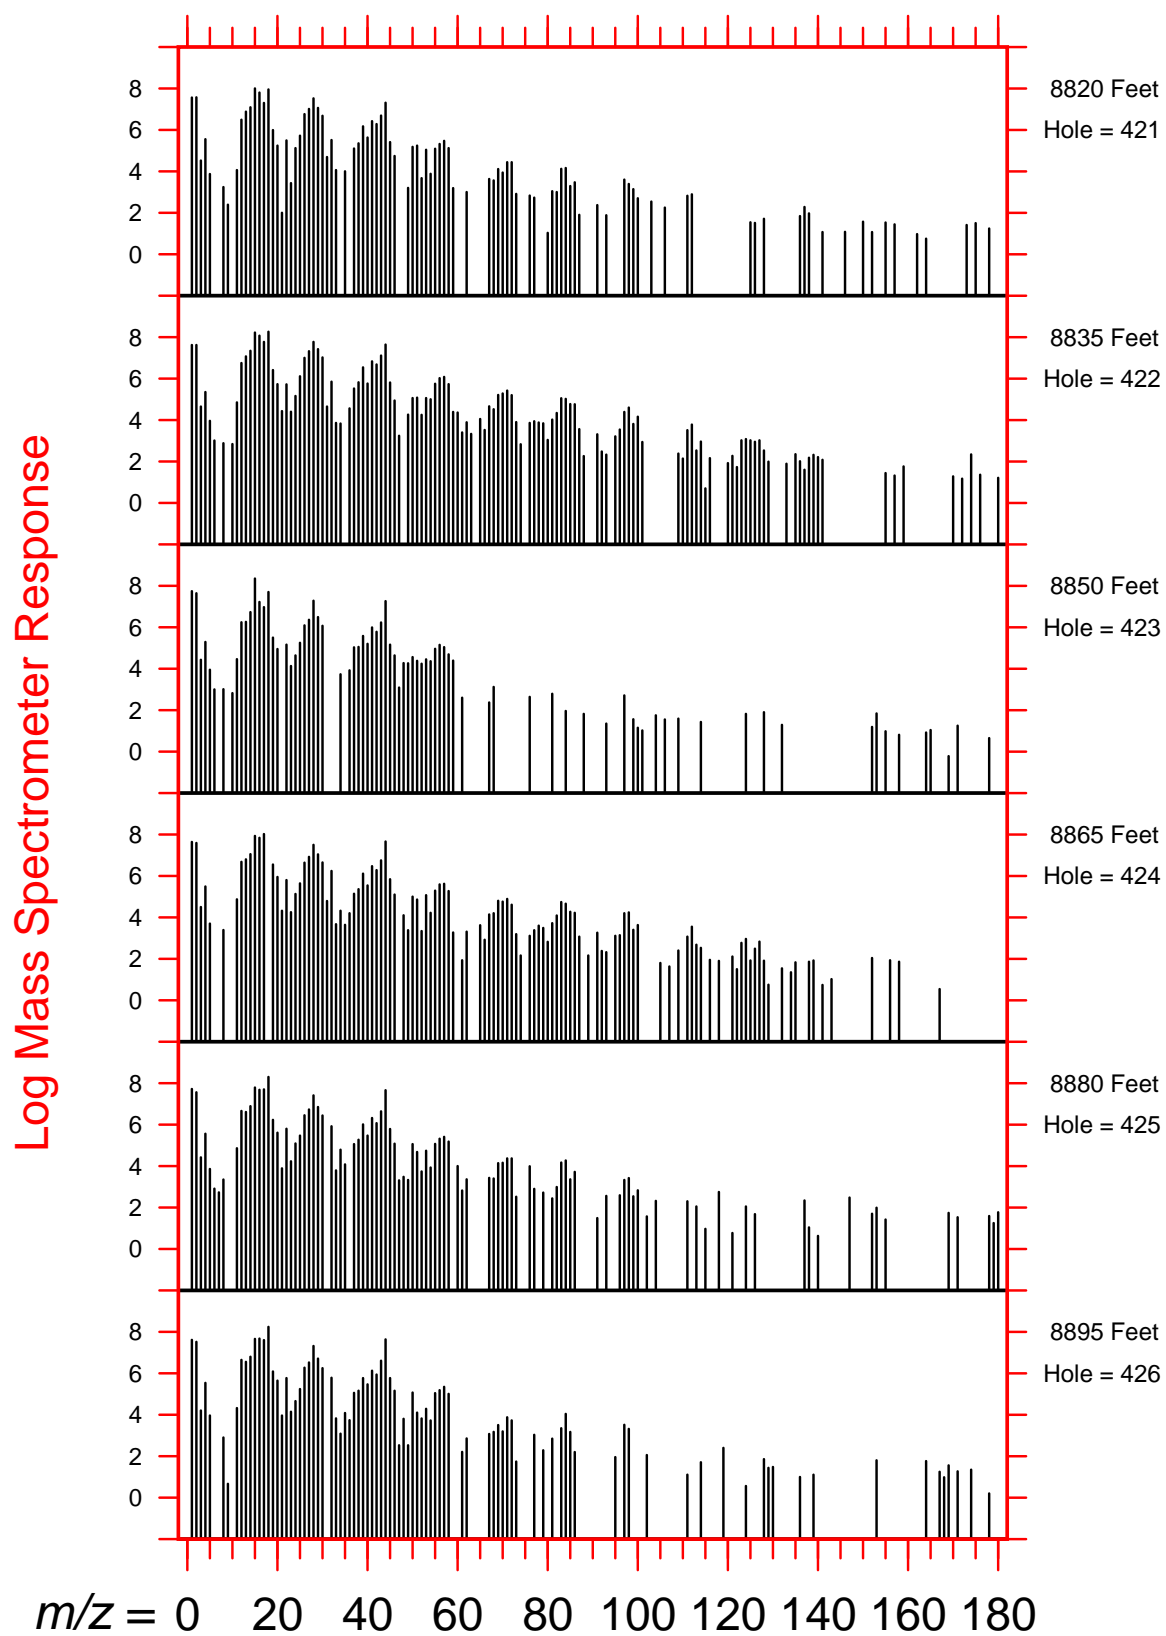 Log Mass Spectrometer Response
8 8820 Feet
6 Hole = 421
4
2
0
8 8835 Feet
6 Hole = 422
4
2
0
8 8850 Feet
6 Hole = 423
4
2
0
8 8865 Feet
6 Hole = 424
4
2
0
8 8880 Feet
6 Hole = 425
4
2
0
8 8895 Feet
6 Hole = 426
4
2
0
m/z = 0 20 40 60 80 100 120 140 160 180